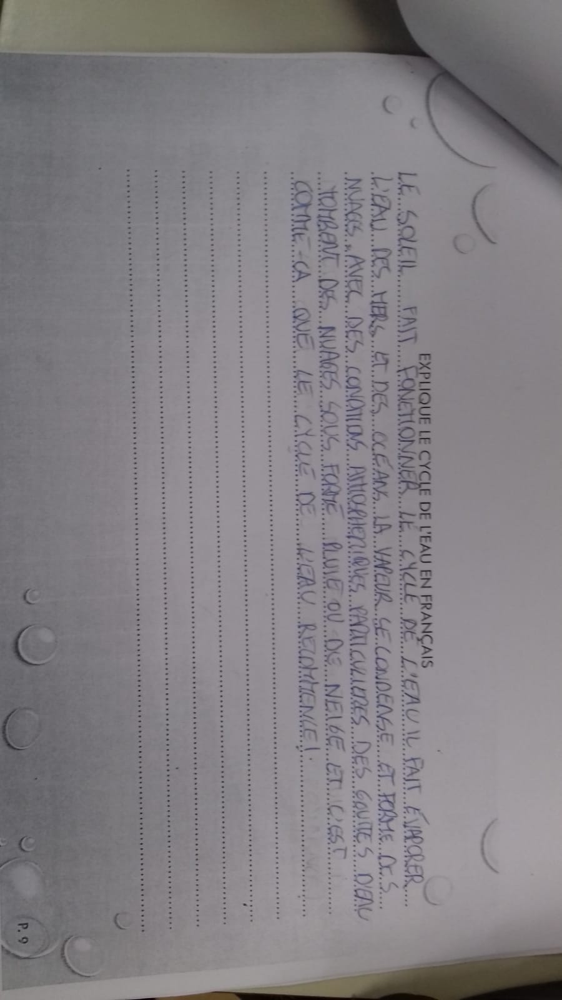 EXPLIQUE LE CYCLE DE L'EAU EN FRANÇAIS
LE SOLEIL FAIT FONCTIONNER LE CYCLE DE L'EAU IL FAIT ÉVAPORER
L'EAU DES MERS ET DES OCÉANS LA VAPEUR SE CONDENSE ET FORME DES
NUAGES. AVEC DES CONDITIONS ATMOSPHERIQUES PARTICULIERES DES GOUTES D'EAU
TOMBENT DES NUAGES SOUS FORME PLUIE OU DE NEIGE ET C'EST
COMME-CA QUE LE CYCLE DE L'EAU RECOMMENCE!
P. 9